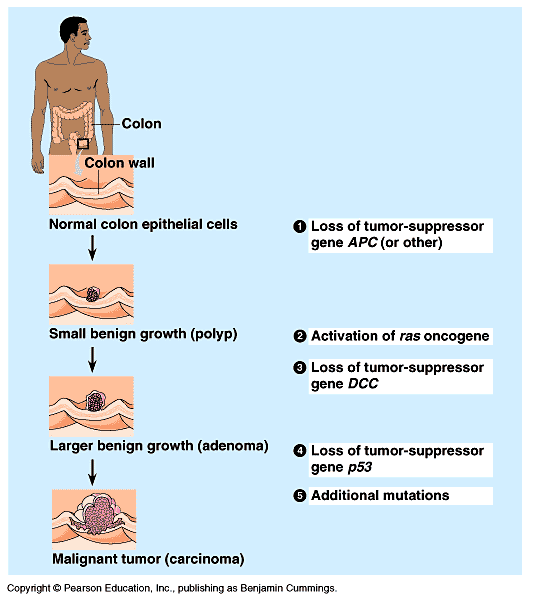 Colon
Colon wall
Normal colon epithelial cells
1 Loss of tumor-suppressor
gene APC (or other)
Small benign growth (polyp)
2 Activation of ras oncogene
3 Loss of tumor-suppressor
gene DCC
Larger benign growth (adenoma)
4 Loss of tumor-suppressor
gene p53
5 Additional mutations
Malignant tumor (carcinoma)
Copyright © Pearson Education, Inc., publishing as Benjamin Cummings.